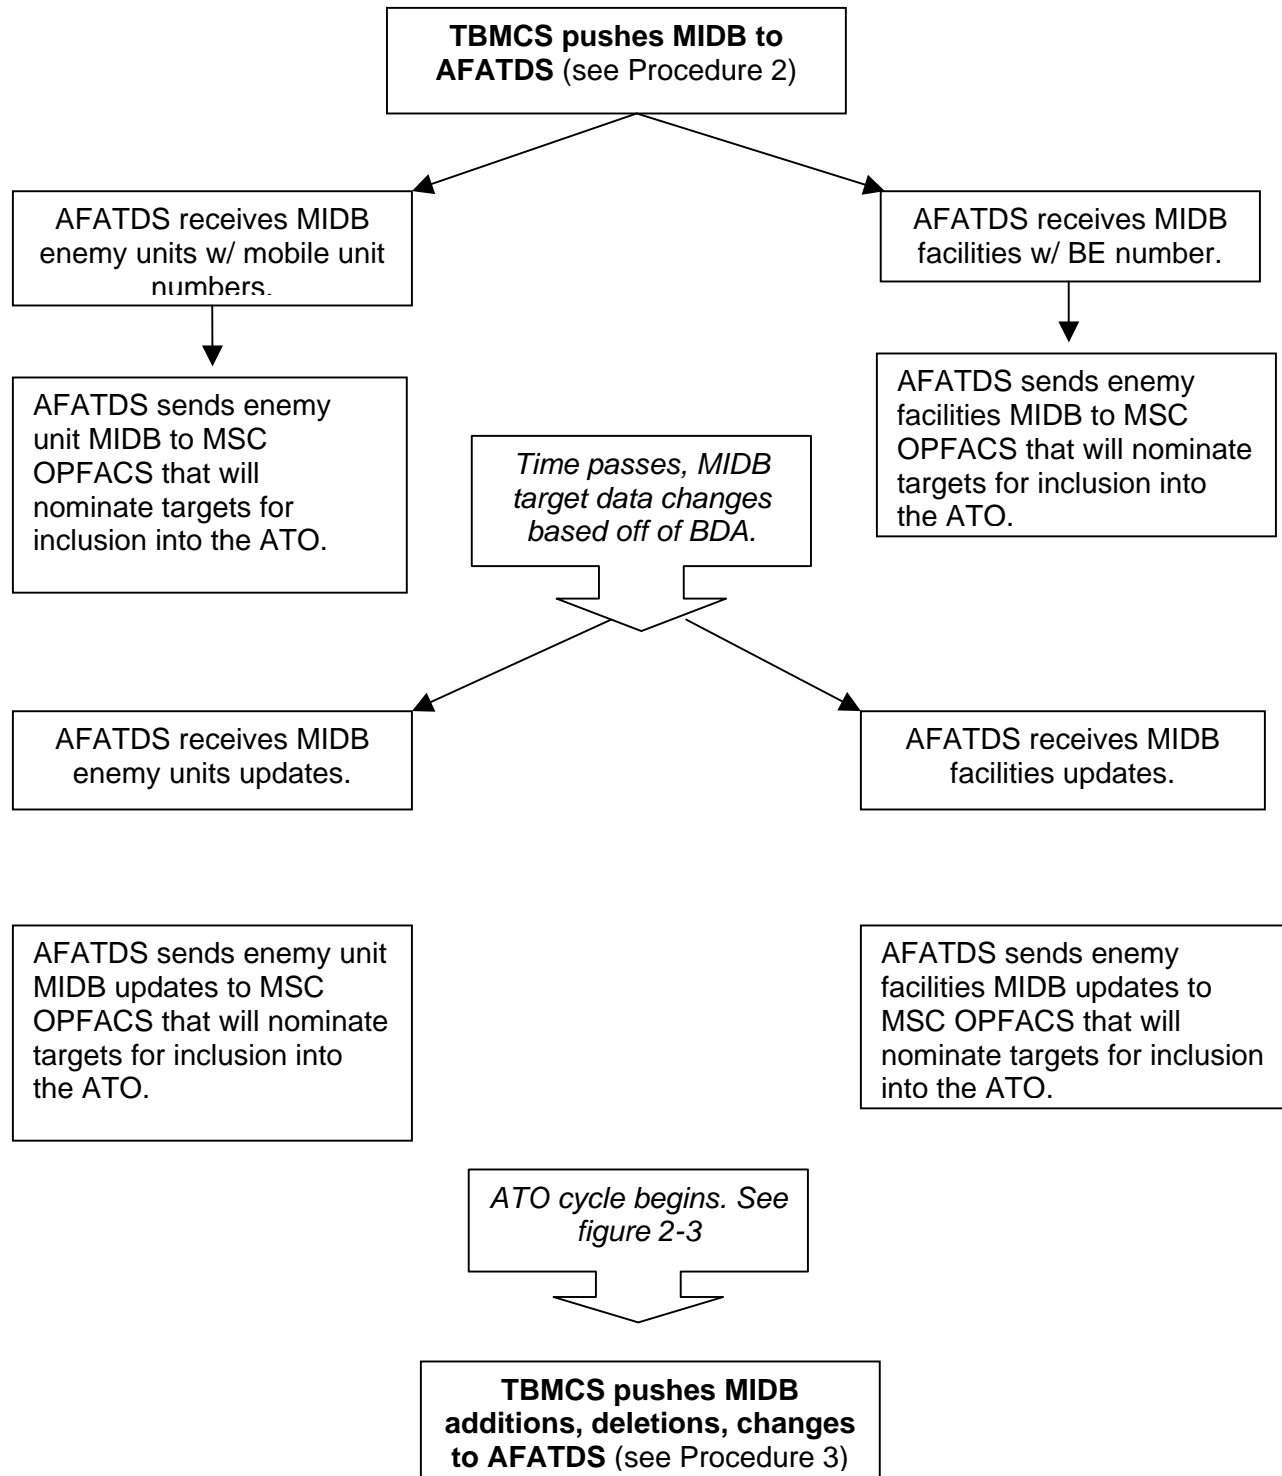 TBMCS pushes MIDB to
AFATDS (see Procedure 2)
AFATDS receives MIDB
enemy units w/ mobile unit
numbers.
AFATDS receives MIDB
facilities w/ BE number.
AFATDS sends enemy
unit MIDB to MSC
OPFACS that will
nominate targets for
inclusion into the ATO.
AFATDS sends enemy
facilities MIDB to MSC
OPFACS that will nominate
targets for inclusion into
the ATO.
Time passes, MIDB
target data changes
based off of BDA.
AFATDS receives MIDB
enemy units updates.
AFATDS receives MIDB
facilities updates.
AFATDS sends enemy unit
MIDB updates to MSC
OPFACS that will nominate
targets for inclusion into
the ATO.
AFATDS sends enemy
facilities MIDB updates to
MSC OPFACS that will
nominate targets for inclusion
into the ATO.
ATO cycle begins. See
figure 2-3
TBMCS pushes MIDB
additions, deletions, changes
to AFATDS (see Procedure 3)